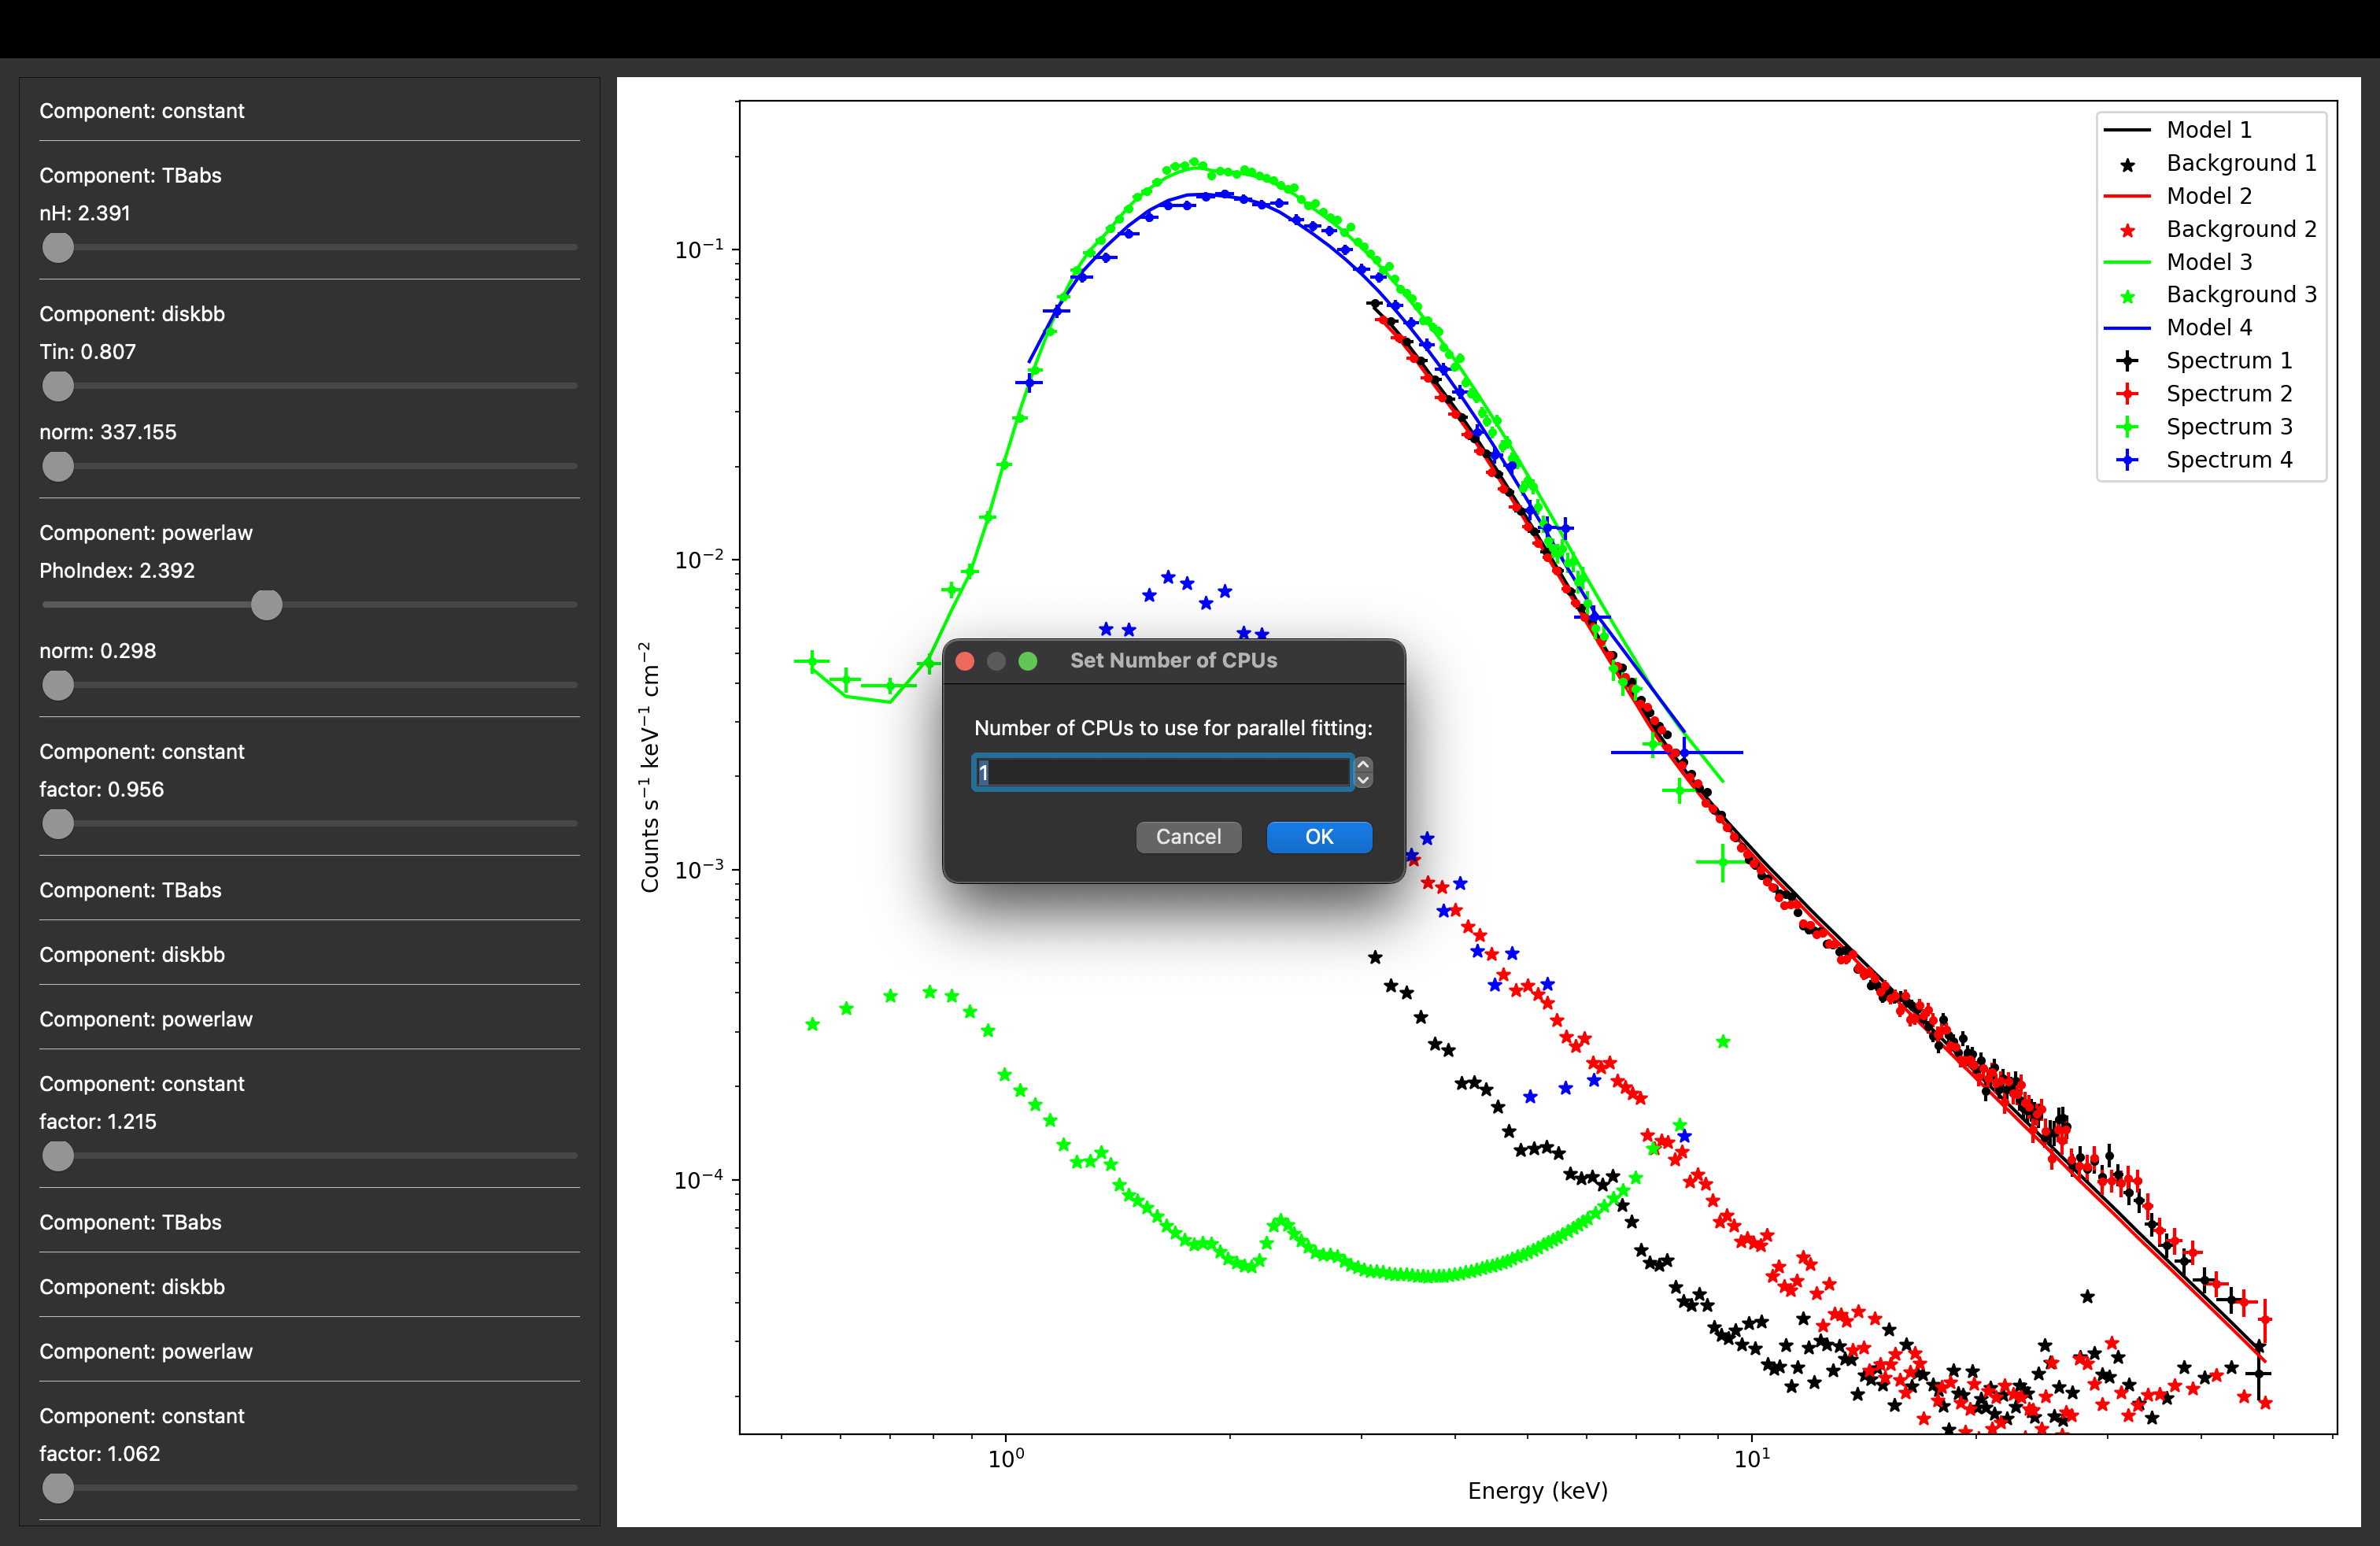 Component: constant
Component: TBabs
nH: 2.391
Component: diskbb
Tin: 0.807
norm: 337.155
Component: powerlaw
PhoIndex: 2.392
norm: 0.298
Component: constant
factor: 0.956
Component: TBabs
Component: diskbb
Component: powerlaw
Component: constant
factor: 1.215
Component: TBabs
Component: diskbb
Component: powerlaw
Component: constant
factor: 1.062
Counts s⁻¹ keV⁻¹ cm⁻²
10⁻¹
10⁻²
10⁻³
10⁻⁴
10⁰
10¹
Energy (keV)
Model 1
Background 1
Model 2
Background 2
Model 3
Background 3
Model 4
Spectrum 1
Spectrum 2
Spectrum 3
Spectrum 4
Set Number of CPUs
Number of CPUs to use for parallel fitting:
1
Cancel
OK